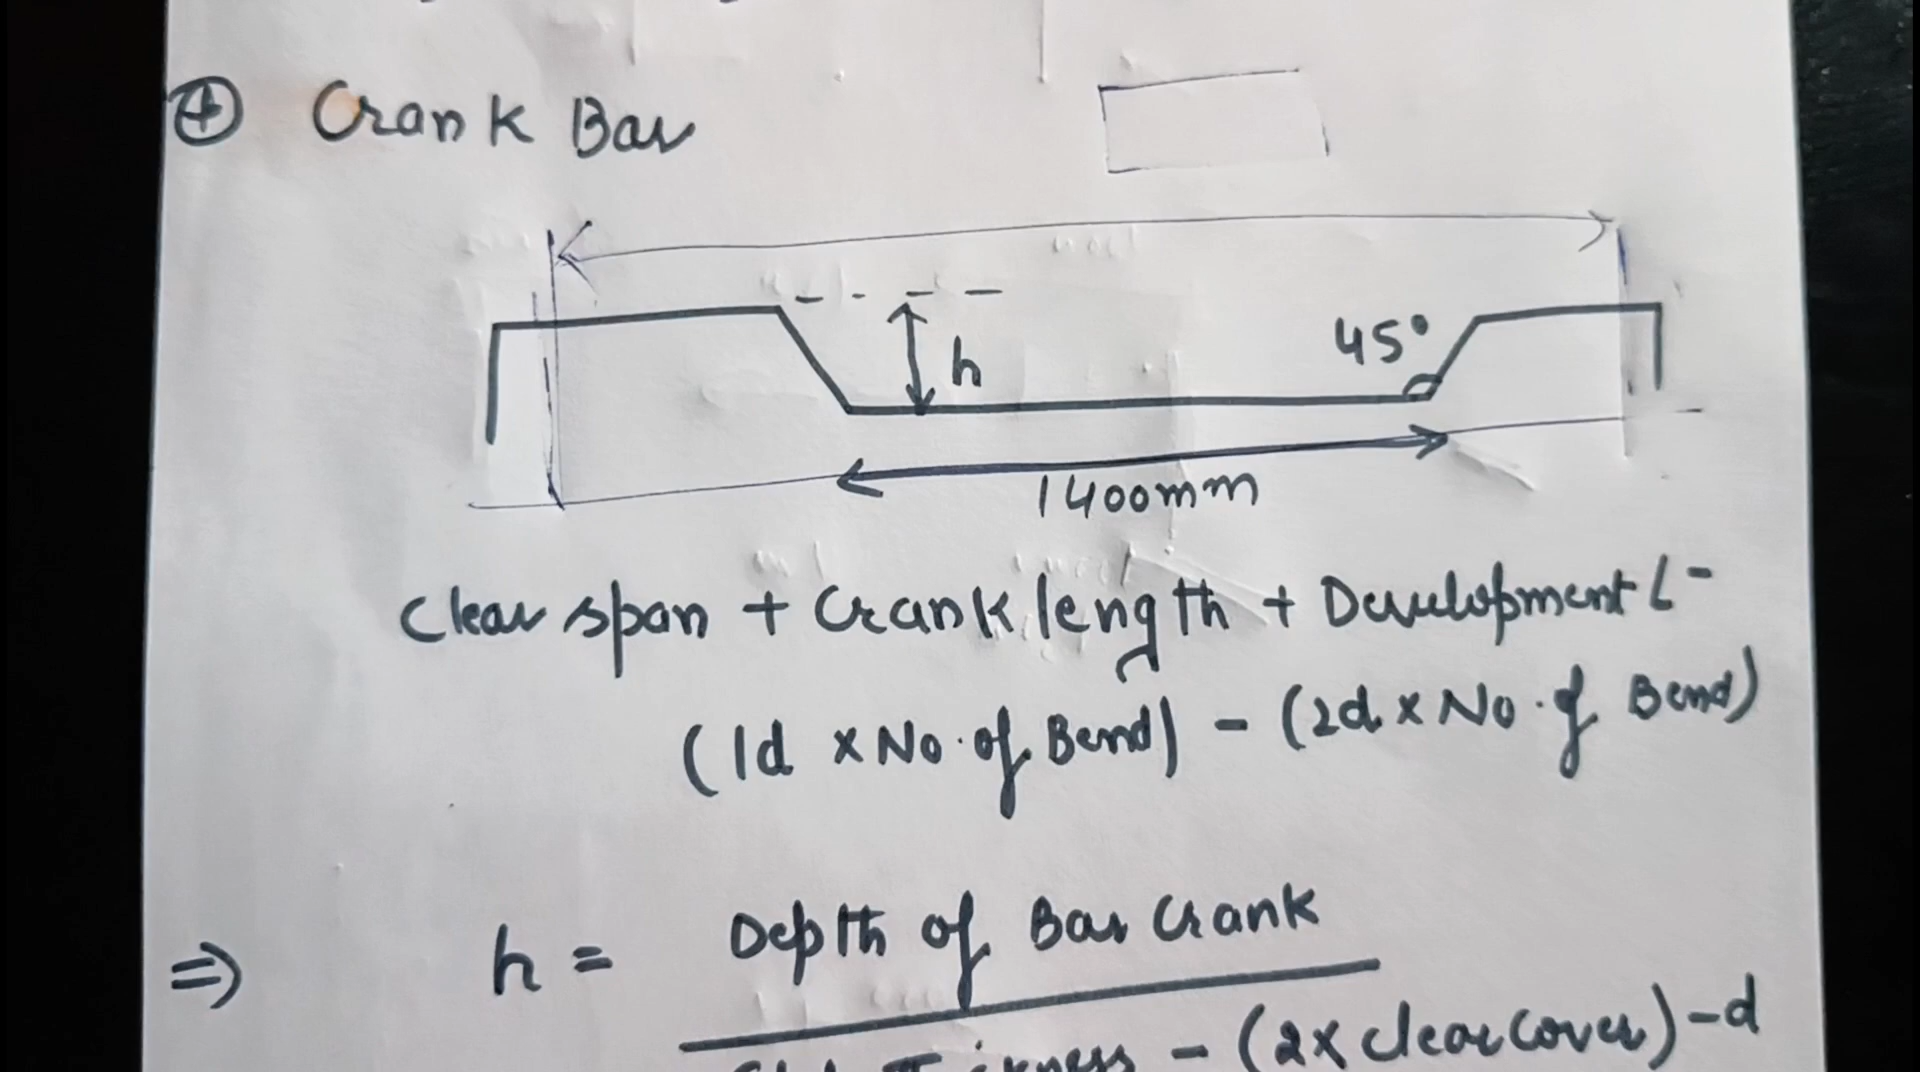 ④ Crank Bar
h
45°
1400mm
Clear span + Crank length + Development L -
(1d x No. of Bend) - (2d x No. of Bend)
⇒ h = Depth of Bar Crank
- (2x clear cover) - d